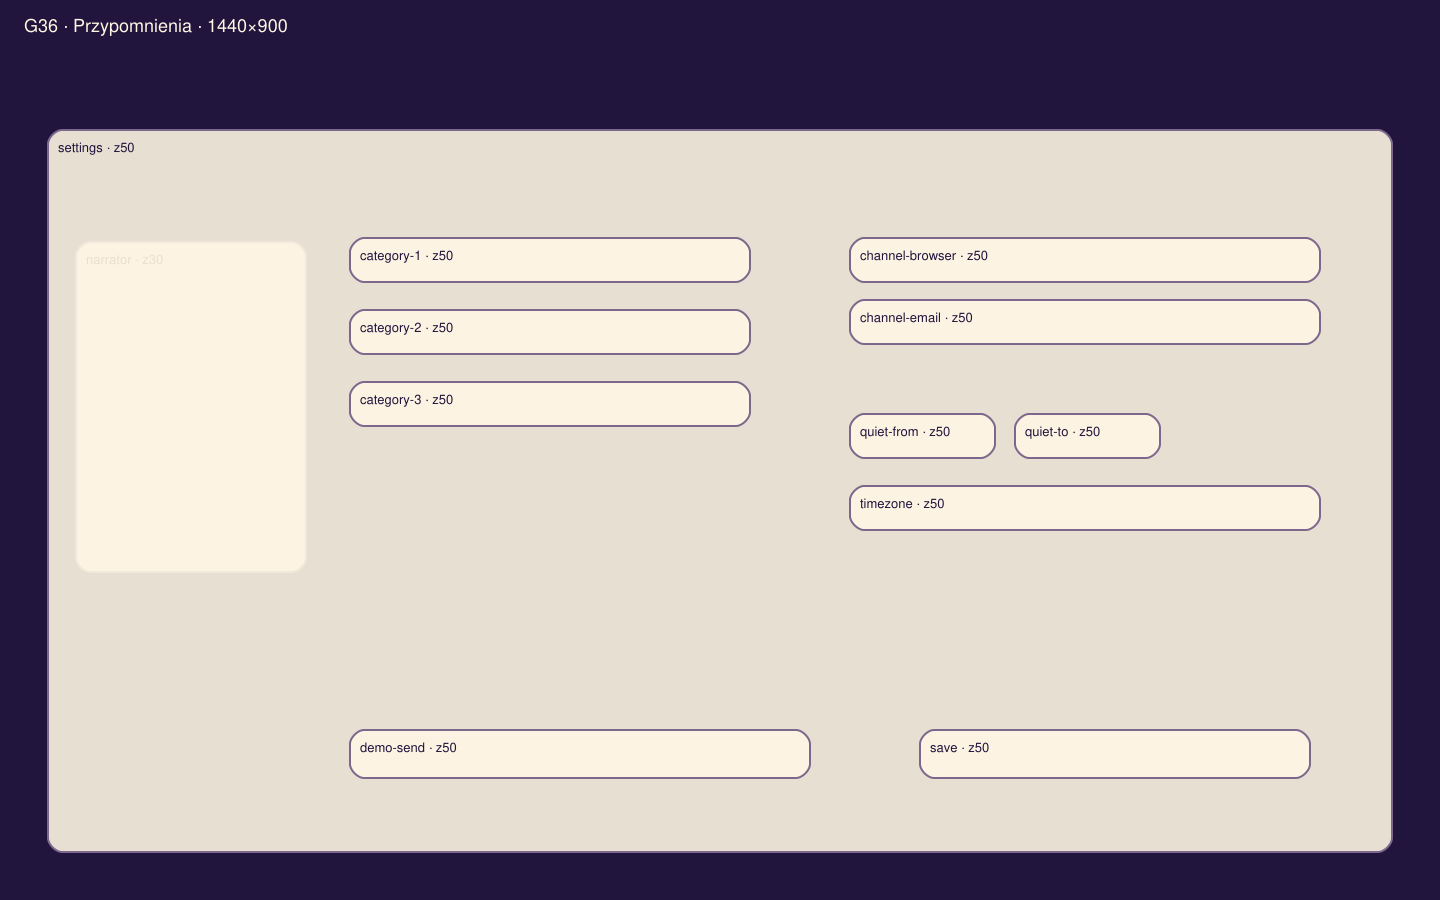 G36 · Przypomnienia · 1440×900
settings · z50
narrator · z30
category-1 · z50
channel-browser · z50
category-2 · z50
channel-email · z50
category-3 · z50
quiet-from · z50
quiet-to · z50
timezone · z50
demo-send · z50
save · z50